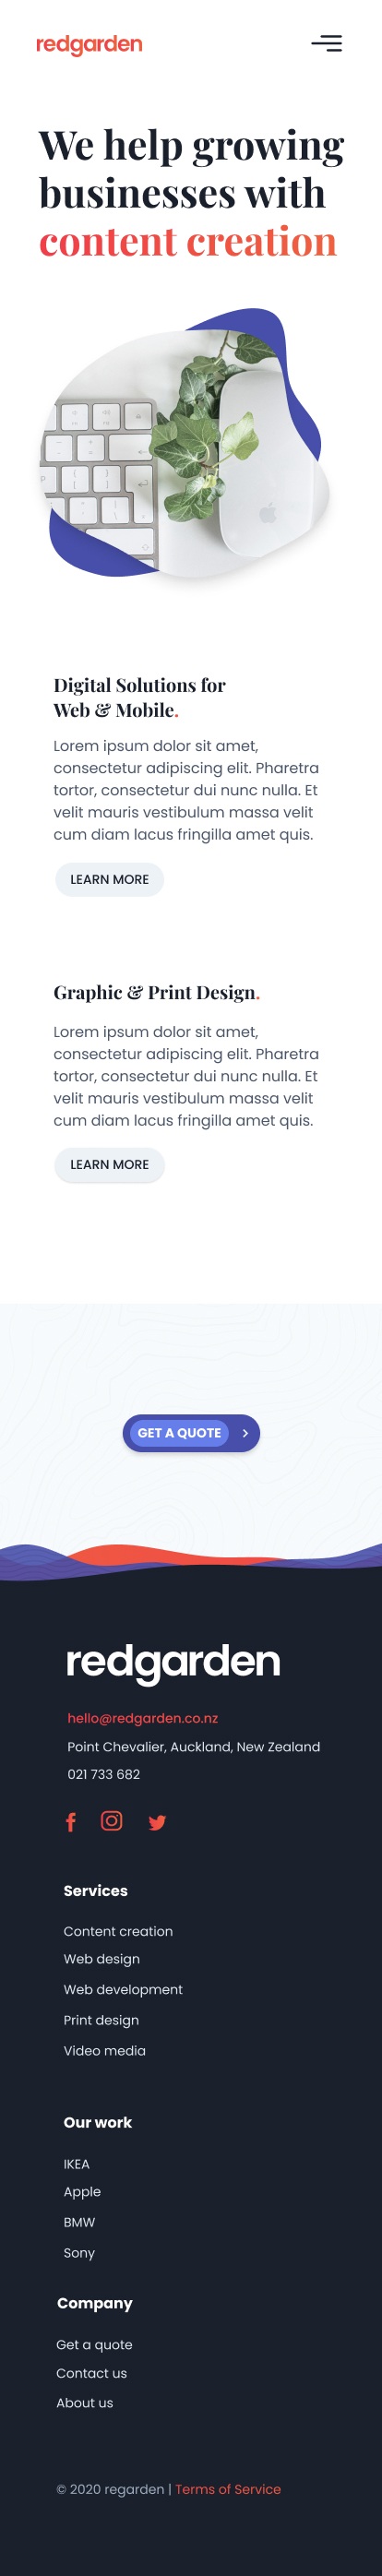 redgarden
We help growing
businesses with
content creation
Digital Solutions for
Web & Mobile.
Lorem ipsum dolor sit amet,
consectetur adipiscing elit. Pharetra
tortor, consectetur dui nunc nulla. Et
velit mauris vestibulum massa velit
cum diam lacus fringilla amet quis.
LEARN MORE
Graphic & Print Design.
Lorem ipsum dolor sit amet,
consectetur adipiscing elit. Pharetra
tortor, consectetur dui nunc nulla. Et
velit mauris vestibulum massa velit
cum diam lacus fringilla amet quis.
LEARN MORE
GET A QUOTE
redgarden
hello@redgarden.co.nz
Point Chevalier, Auckland, New Zealand
021 733 682
Services
Content creation
Web design
Web development
Print design
Video media
Our work
IKEA
Apple
BMW
Sony
Company
Get a quote
Contact us
About us
© 2020 regarden | Terms of Service